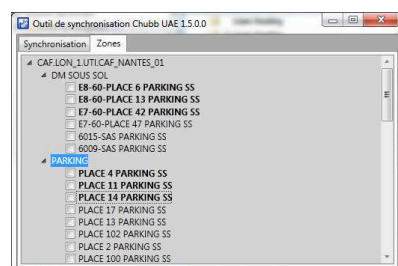 Outil de synchronisation Chubb UAE 1.5.0.0
Synchronisation Zones
CAF.LON_1.UTI.CAF_NANTES_01
DM SOUS SOL
E8-60-PLACE 6 PARKING SS
E8-60-PLACE 13 PARKING SS
E7-60-PLACE 42 PARKING SS
E7-60-PLACE 47 PARKING SS
6015-SAS PARKING SS
6009-SAS PARKING SS
PARKING
PLACE 4 PARKING SS
PLACE 11 PARKING SS
PLACE 14 PARKING SS
PLACE 17 PARKING SS
PLACE 13 PARKING SS
PLACE 102 PARKING SS
PLACE 2 PARKING SS
PLACE 100 PARKING SS